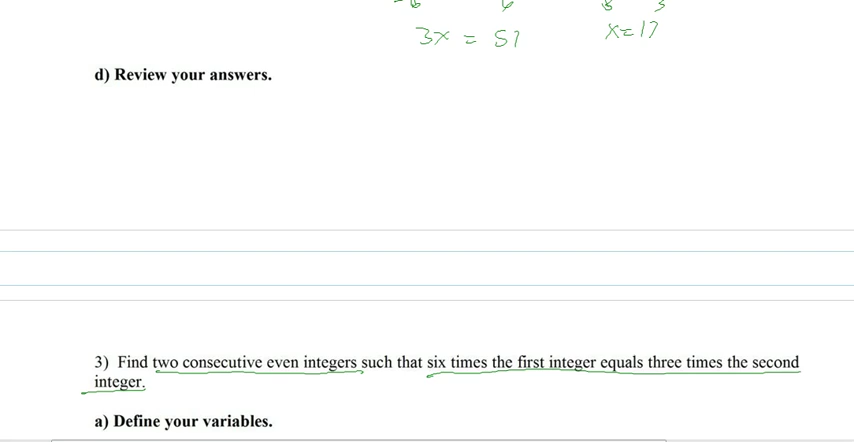 3x = 51
x=17
d) Review your answers.
3) Find two consecutive even integers such that six times the first integer equals three times the second
integer.
a) Define your variables.